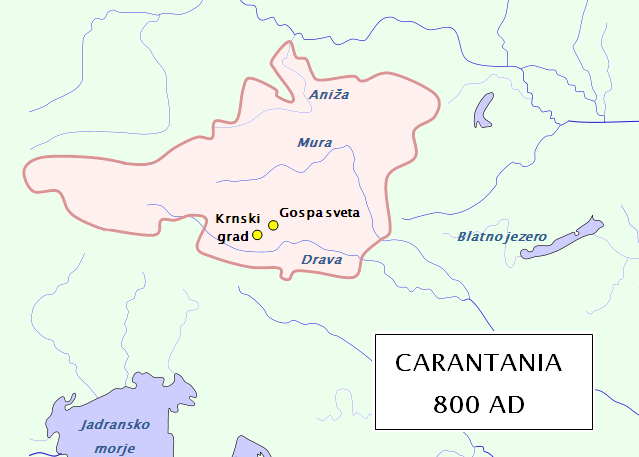 Aniža
Mura
Gospa sveta
Krnski
grad
Blatno jezero
Drava
CARANTANIA
800 AD
Jadransko
morje